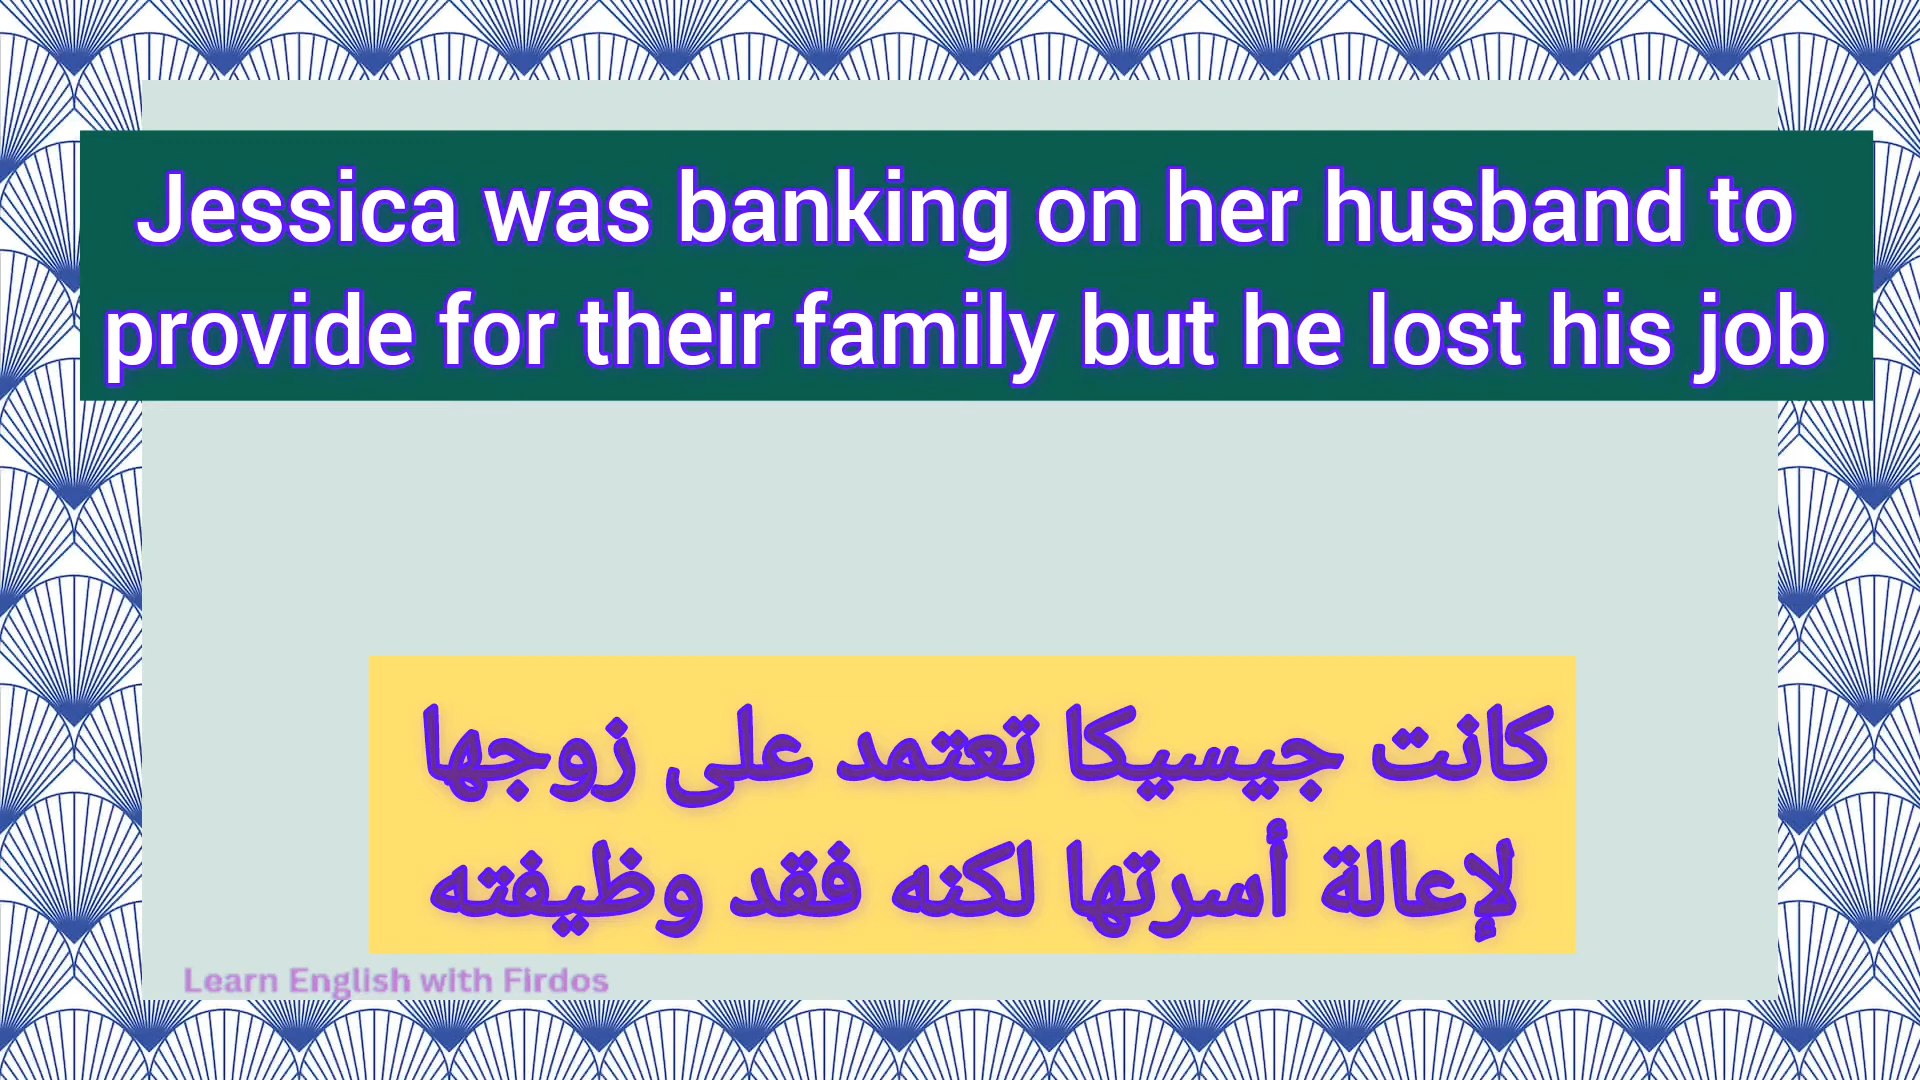 Jessica was banking on her husband to
provide for their family but he lost his job
كانت جيسيكا تعتمد على زوجها
لإعالة أسرتها لكنه فقد وظيفته
Learn English with Firdos